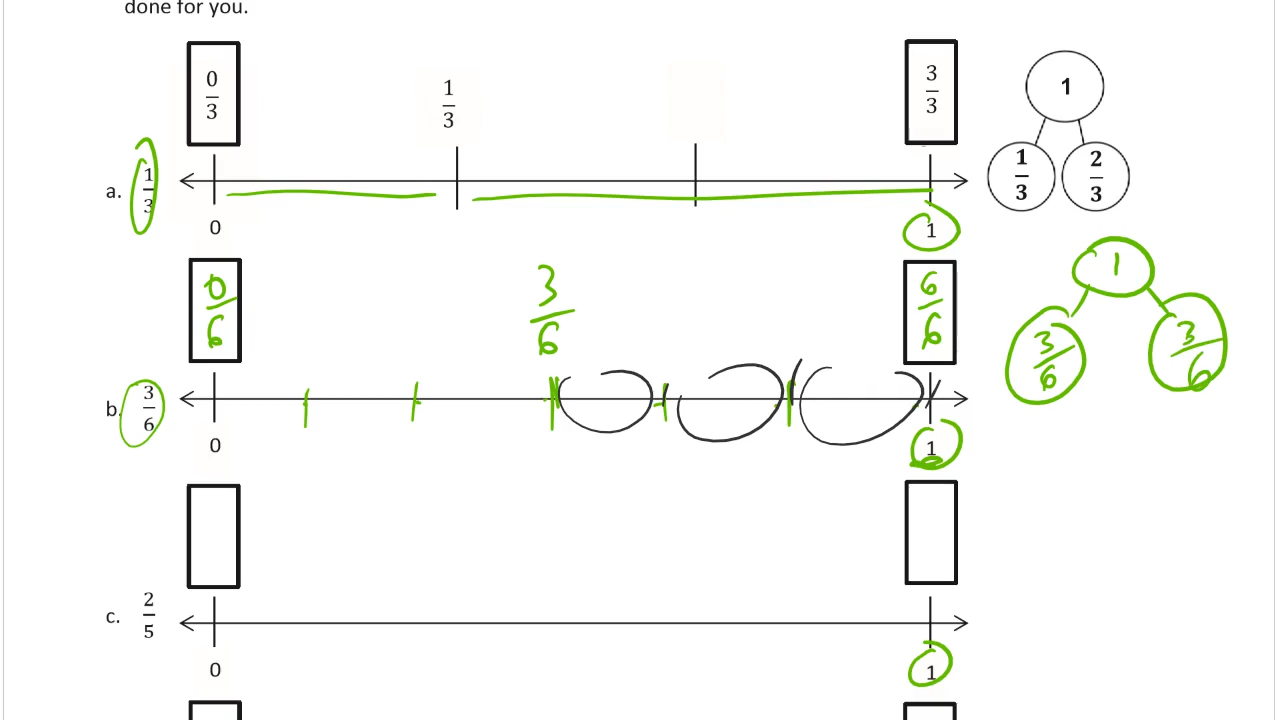 done for you.
0/3 1/3 3/3 1
a. 1/3 1/3 2/3
0 1
0/6 3/6 6/6 1
3/6 3/6
b. 3/6
0 1
c. 2/5
0 1